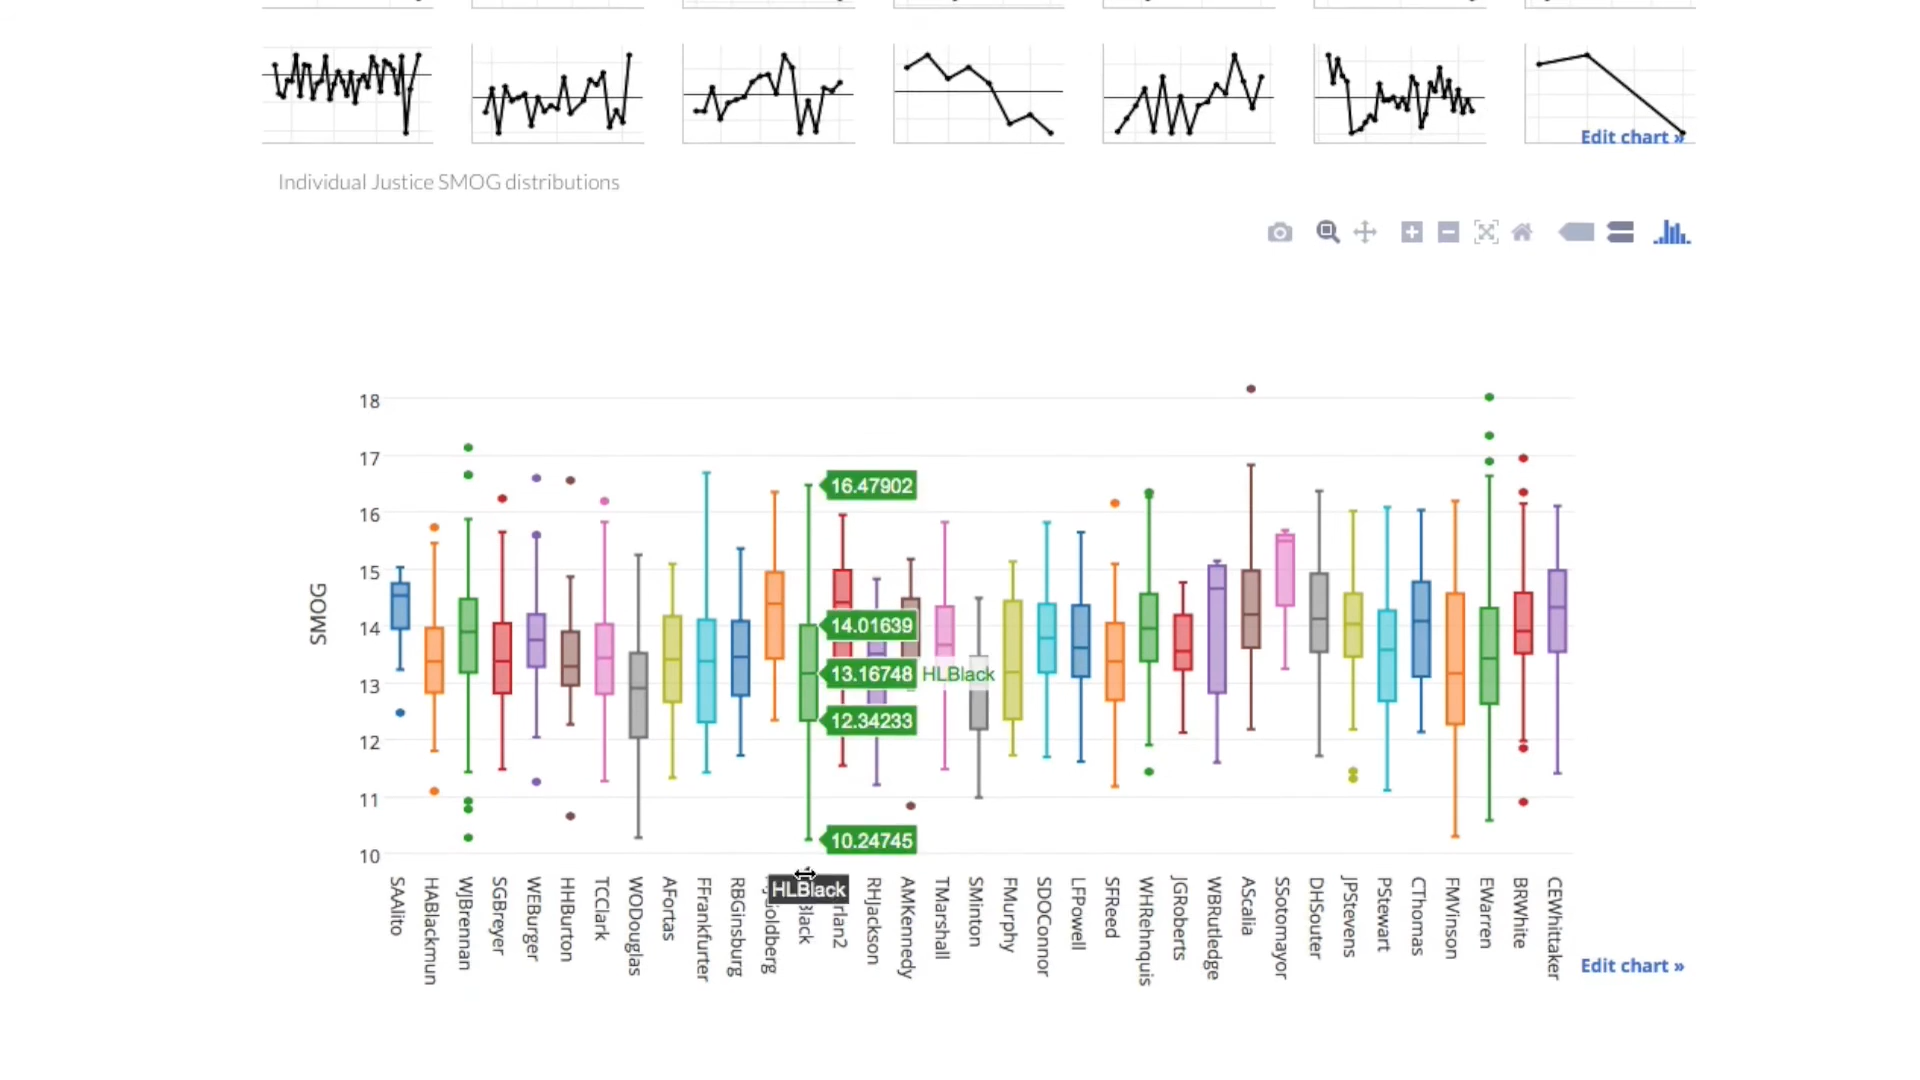 Edit chart »
Individual Justice SMOG distributions
SMOG
18
17
16
15
14
13
12
11
10
16.47902
14.01639
13.16748
HLBlack
12.34233
10.24745
HLBlack
SAAlito
HABlackmun
WJBrennan
SGBreyer
WEBurger
HHBurton
TCClark
WODouglas
AFortas
FFrankfurter
RBGinsburg
oldberg
Black
rlan2
RHJackson
AMKennedy
TMarshall
SMinton
FMurphy
SDOConnor
LFPowell
SFReed
WHRehnquis
JGRoberts
WBRutledge
AScalia
SSotomayor
DHSouter
JPStevens
PStewart
CThomas
FMVinson
EWarren
BRWhite
CEWhittaker
Edit chart »